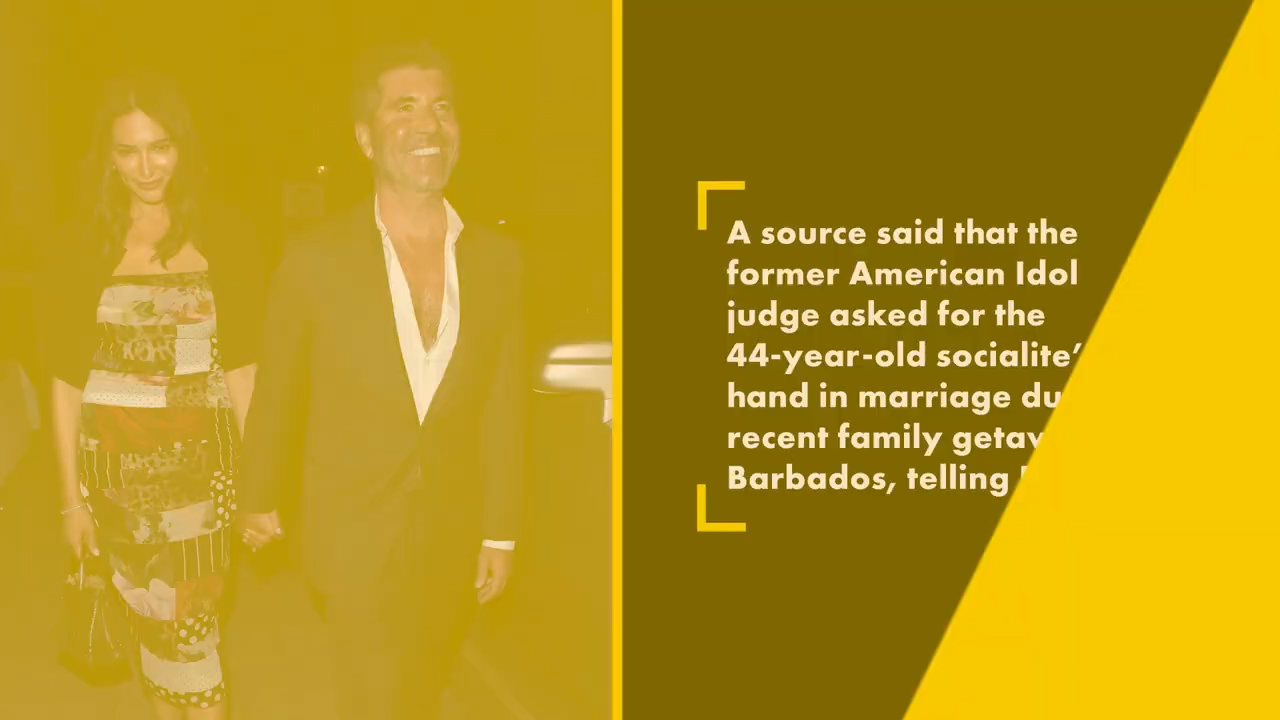 A source said that the
former American Idol
judge asked for the
44-year-old socialite’
hand in marriage du
recent family geta
Barbados, telling